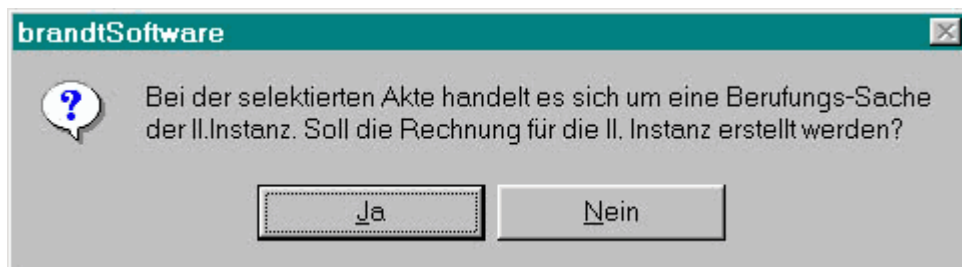 brandtSoftware
?
Bei der selektierten Akte handelt es sich um eine Berufungs-Sache
der II.Instanz. Soll die Rechnung für die II. Instanz erstellt werden?
Ja
Nein